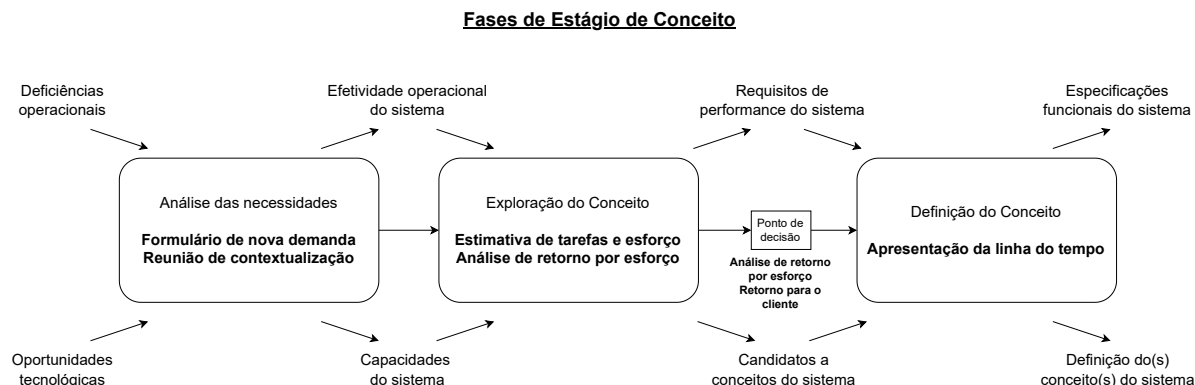 Fases de Estágio de Conceito
Deficiências
operacionais
Efetividade operacional
do sistema
Requisitos de
performance do sistema
Especificações
funcionais do sistema
Análise das necessidades
Formulário de nova demanda
Reunião de contextualização
Exploração do Conceito
Estimativa de tarefas e esforço
Análise de retorno por esforço
Ponto de
decisão
Análise de retorno
por esforço
Retorno para o
cliente
Definição do Conceito
Apresentação da linha do tempo
Oportunidades
tecnológicas
Capacidades
do sistema
Candidatos a
conceitos do sistema
Definição do(s)
conceito(s) do sistema